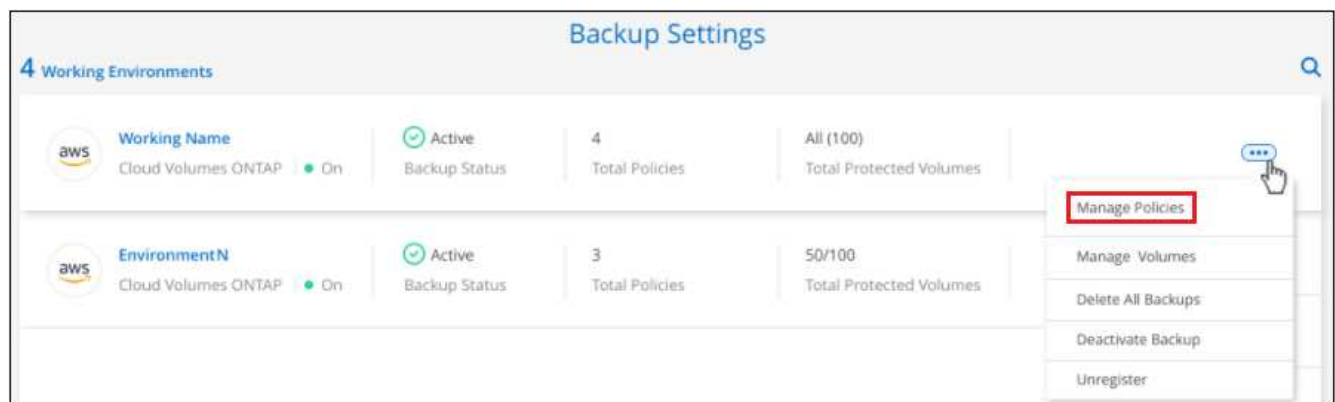 Backup Settings
4 Working Environments
aws
Working Name
Cloud Volumes ONTAP
On
Active
Backup Status
4
Total Policies
All (100)
Total Protected Volumes
Manage Policies
Manage Volumes
Delete All Backups
Deactivate Backup
Unregister
aws
EnvironmentN
Cloud Volumes ONTAP
On
Active
Backup Status
3
Total Policies
50/100
Total Protected Volumes